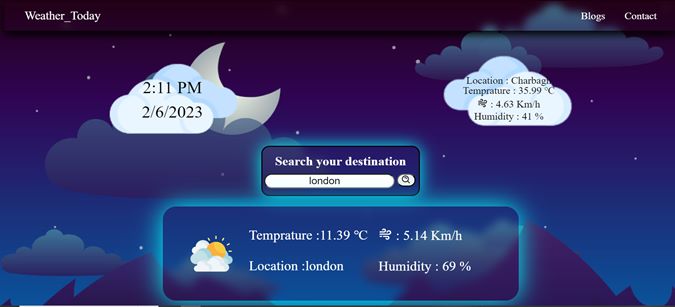 Weather_Today
Blogs
Contact
2:11 PM
2/6/2023
Location : Charbagh
Temprature : 35.99 °C
: 4.63 Km/h
Humidity : 41 %
Search your destination
london
Temprature :11.39 °C
: 5.14 Km/h
Location :london
Humidity : 69 %